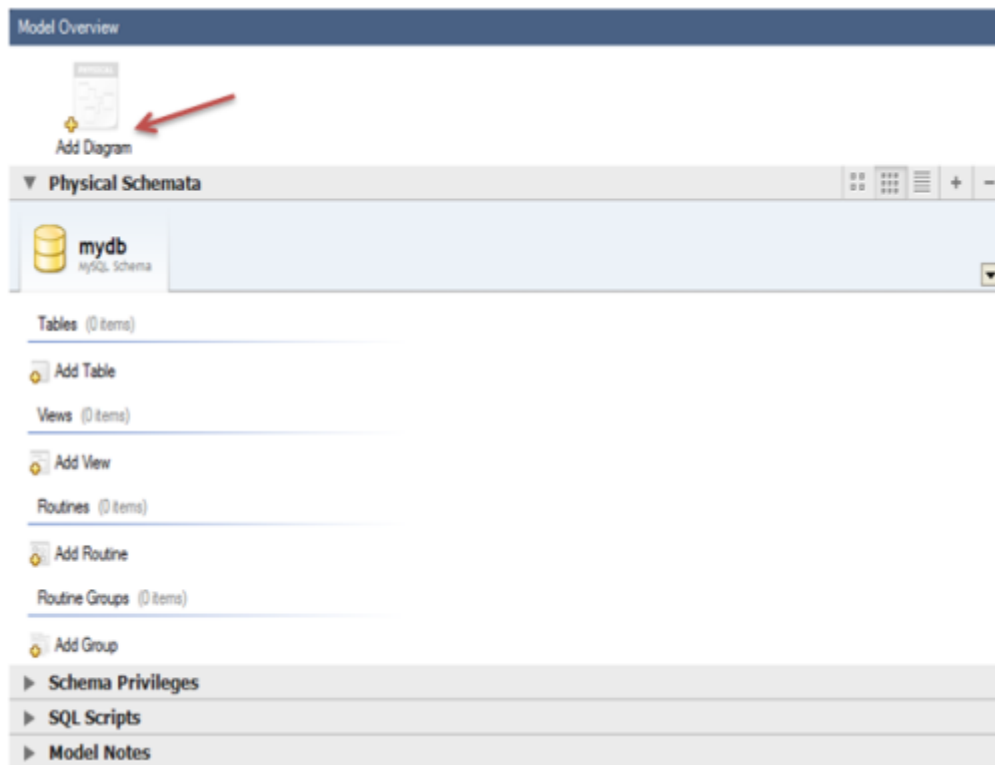 Model Overview
PHYSICAL
Add Diagram
Physical Schemata
mydb
MySQL Schema
Tables (0 items)
Add Table
Views (0 items)
Add View
Routines (0 items)
Add Routine
Routine Groups (0 items)
Add Group
Schema Privileges
SQL Scripts
Model Notes